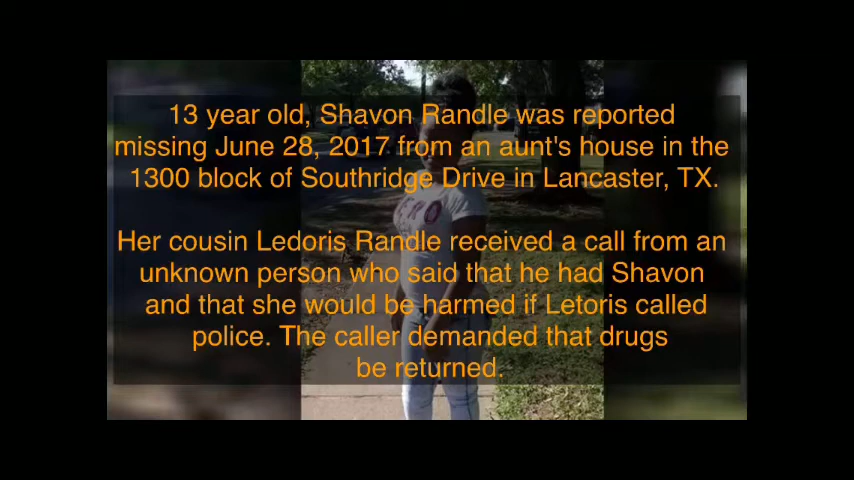 13 year old, Shavon Randle was reported
missing June 28, 2017 from an aunt's house in the
1300 block of Southridge Drive in Lancaster, TX.
Her cousin Ledoris Randle received a call from an
unknown person who said that he had Shavon
and that she would be harmed if Letoris called
police. The caller demanded that drugs
be returned.